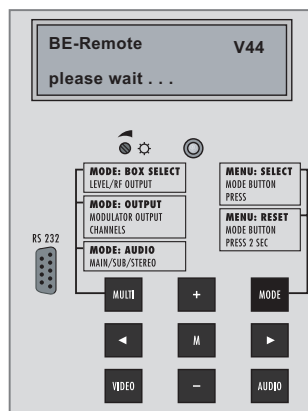 BE-Remote V44
please wait . . .
MODE: BOX SELECT
LEVEL/RF OUTPUT
MODE: OUTPUT
MODULATOR OUTPUT
CHANNELS
MODE: AUDIO
MAIN/SUB/STEREO
MENU: SELECT
MODE BUTTON
PRESS
MENU: RESET
MODE BUTTON
PRESS 2 SEC
RS 232
MULTI + MODE
M
VIDEO − AUDIO